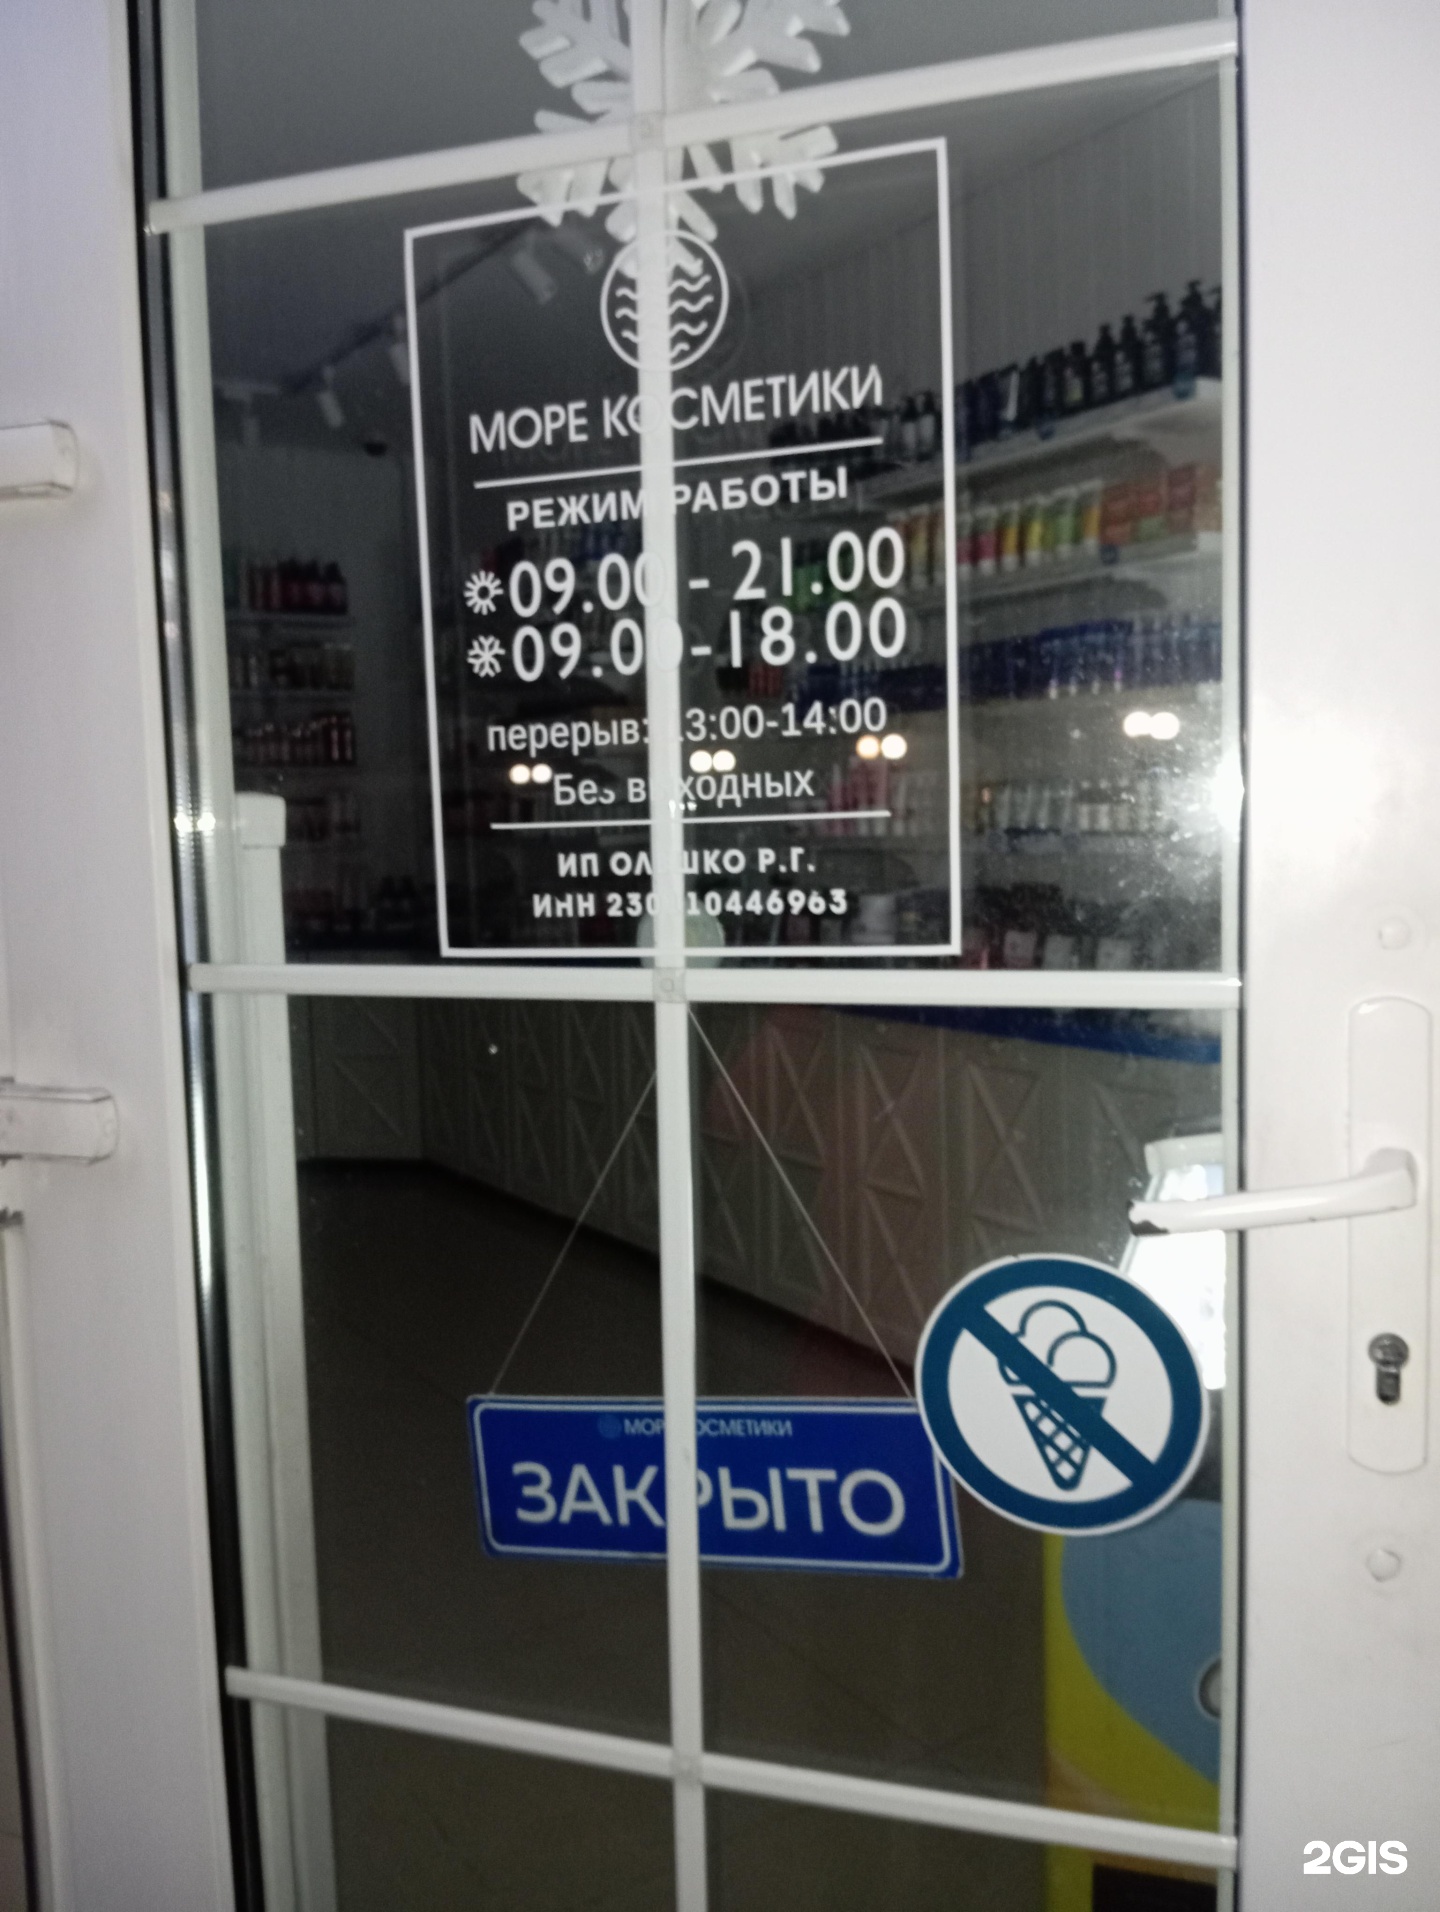 МОРЕ КОСМЕТИКИ
РЕЖИМ РАБОТЫ
09.00 - 21.00
09.00-18.00
перерыв: 13:00-14:00
Без выходных
ИП Р.Г.
ИНН
МОРЕ КОСМЕТИКИ
ЗАКРЫТО
2GIS